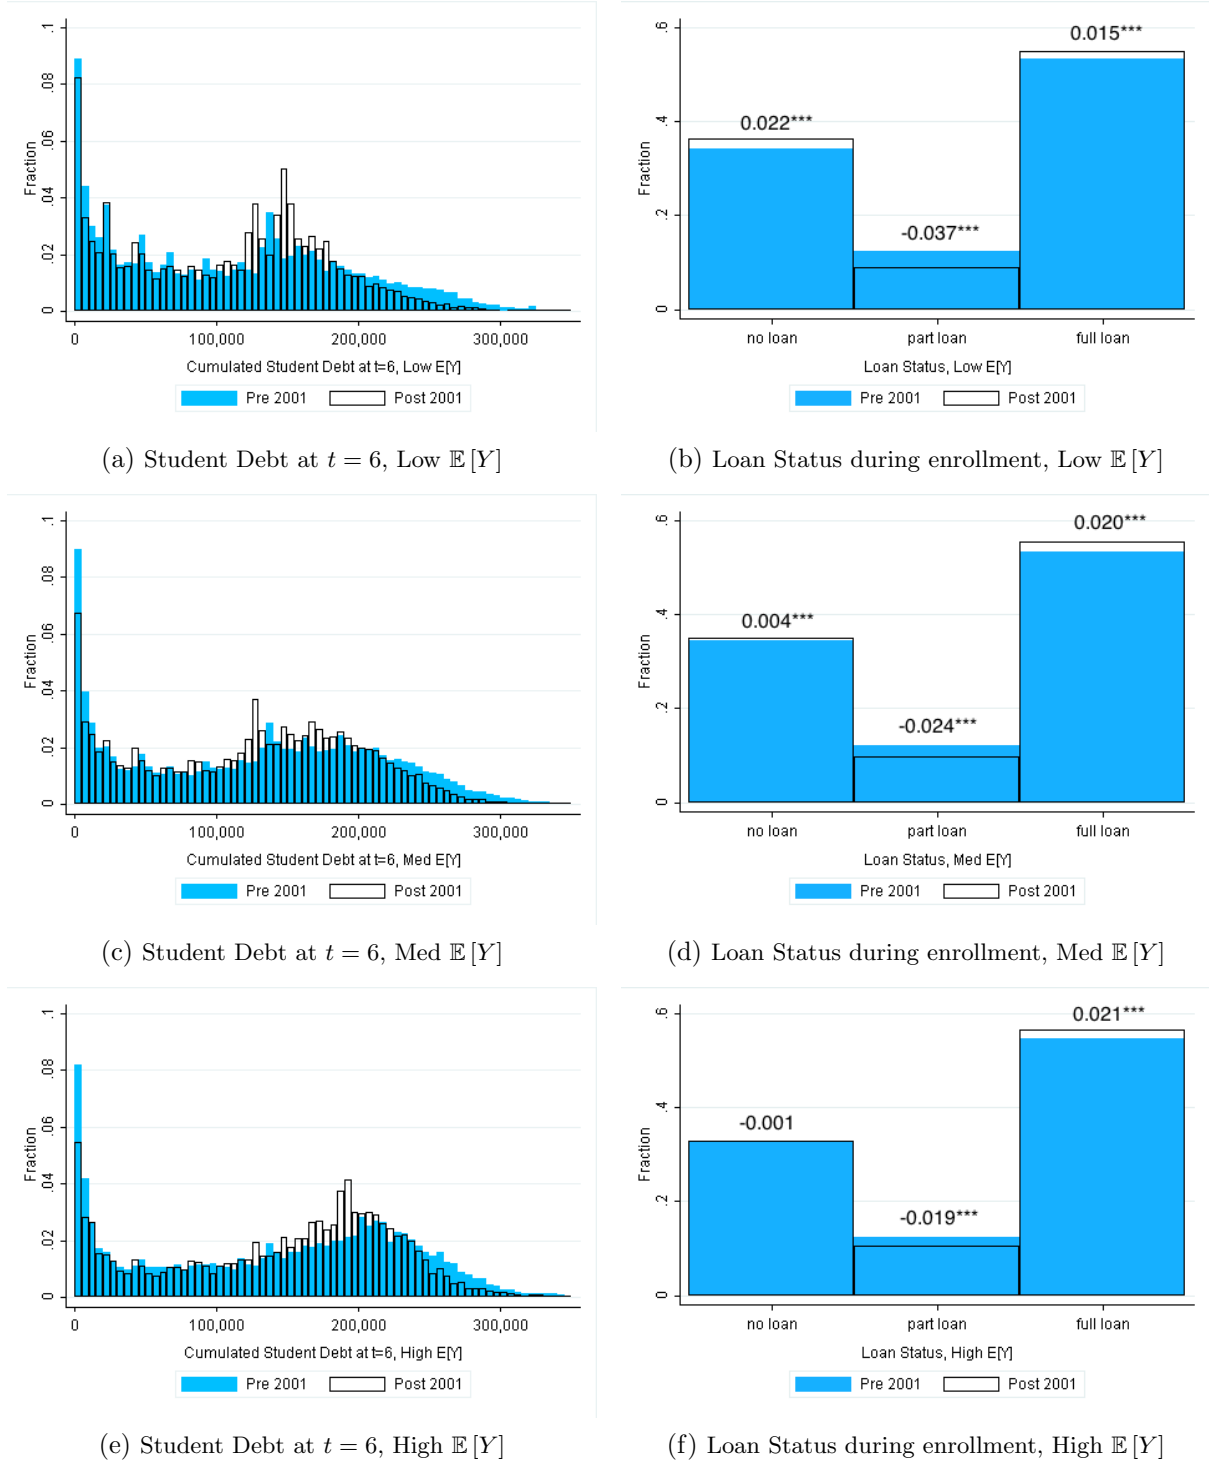 .1
.08
.06
.04
.02
0
Fraction
0 100,000 200,000 300,000
Cumulated Student Debt at t=6, Low E[Y]
Pre 2001 Post 2001
(a) Student Debt at t = 6, Low 𝔼[Y]
.6
.4
.2
0
Fraction
0.022***
-0.037***
0.015***
no loan part loan full loan
Loan Status, Low E[Y]
Pre 2001 Post 2001
(b) Loan Status during enrollment, Low 𝔼[Y]
.1
.08
.06
.04
.02
0
Fraction
0 100,000 200,000 300,000
Cumulated Student Debt at t=6, Med E[Y]
Pre 2001 Post 2001
(c) Student Debt at t = 6, Med 𝔼[Y]
.6
.4
.2
0
Fraction
0.004***
-0.024***
0.020***
no loan part loan full loan
Loan Status, Med E[Y]
Pre 2001 Post 2001
(d) Loan Status during enrollment, Med 𝔼[Y]
.1
.08
.06
.04
.02
0
Fraction
0 100,000 200,000 300,000
Cumulated Student Debt at t=6, High E[Y]
Pre 2001 Post 2001
(e) Student Debt at t = 6, High 𝔼[Y]
.6
.4
.2
0
Fraction
-0.001
-0.019***
0.021***
no loan part loan full loan
Loan Status, High E[Y]
Pre 2001 Post 2001
(f) Loan Status during enrollment, High 𝔼[Y]